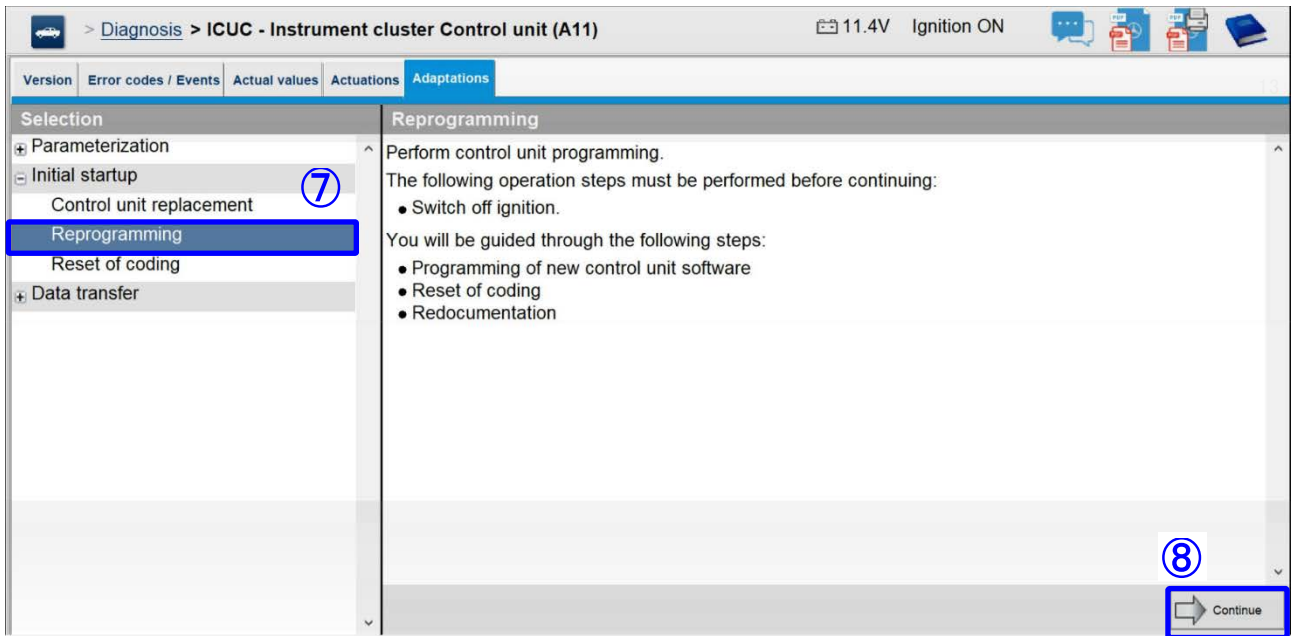 > Diagnosis > ICUC - Instrument cluster Control unit (A11) 11.4V Ignition ON
Version Error codes / Events Actual values Actuations Adaptations
13
Selection
Parameterization
Initial startup
⑦
Control unit replacement
Reprogramming
Reset of coding
Data transfer
Reprogramming
Perform control unit programming.
The following operation steps must be performed before continuing:
• Switch off ignition.
You will be guided through the following steps:
• Programming of new control unit software
• Reset of coding
• Redocumentation
⑧
Continue